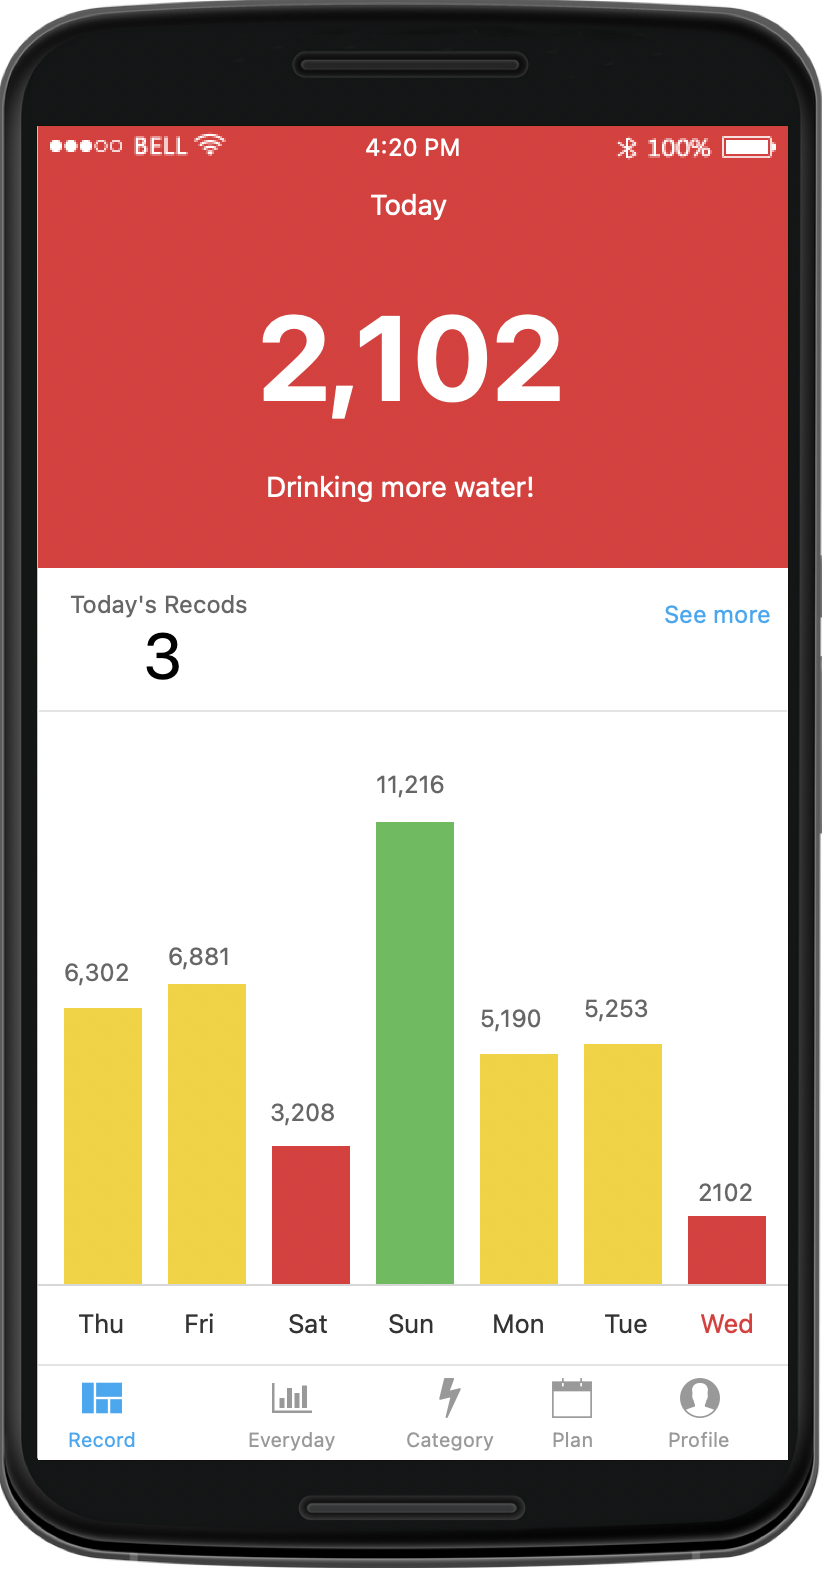 BELL 4:20 PM 100%
Today
2,102
Drinking more water!
Today's Recods
See more
3
11,216
6,881
6,302
5,253
5,190
3,208
2102
Thu Fri Sat Sun Mon Tue Wed
Record Everyday Category Plan Profile